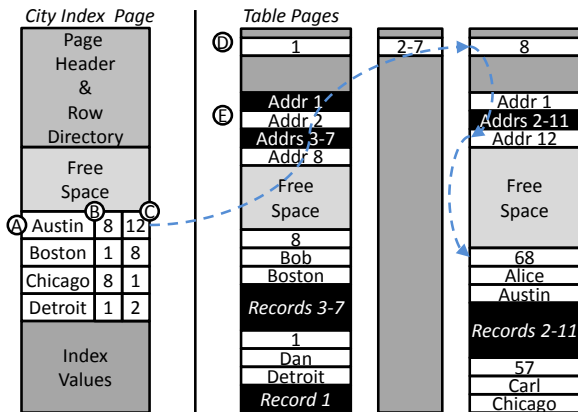 City Index Page
Page
Header
&
Row
Directory
Free
Space
B
C
A
Austin 8 12
Boston 1 8
Chicago 8 1
Detroit 1 2
Index
Values
Table Pages
D
1
E
Addr 1
Addr 2
Addrs 3-7
Addr 8
Free
Space
8
Bob
Boston
Records 3-7
1
Dan
Detroit
Record 1
2-7
8
Addr 1
Addrs 2-11
Addr 12
Free
Space
68
Alice
Austin
Records 2-11
57
Carl
Chicago